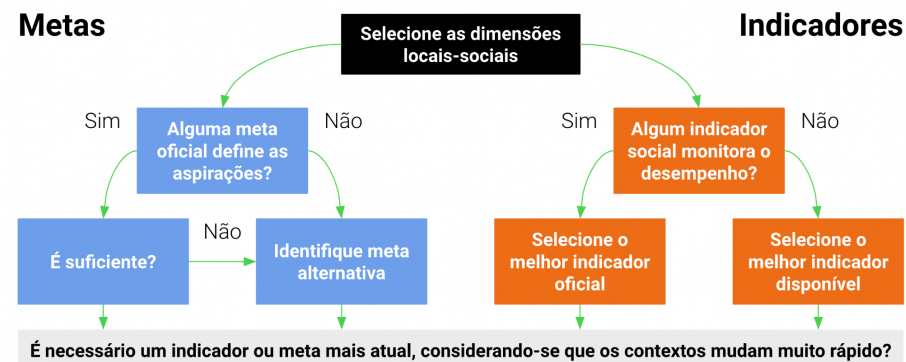 Metas
Indicadores
Selecione as dimensões
locais-sociais
Sim
Não
Alguma meta
oficial define as
aspirações?
Sim
Não
Algum indicador
social monitora o
desempenho?
É suficiente?
Não
Identifique meta
alternativa
Selecione o
melhor indicador
oficial
Selecione o
melhor indicador
disponível
É necessário um indicador ou meta mais atual, considerando-se que os contextos mudam muito rápido?